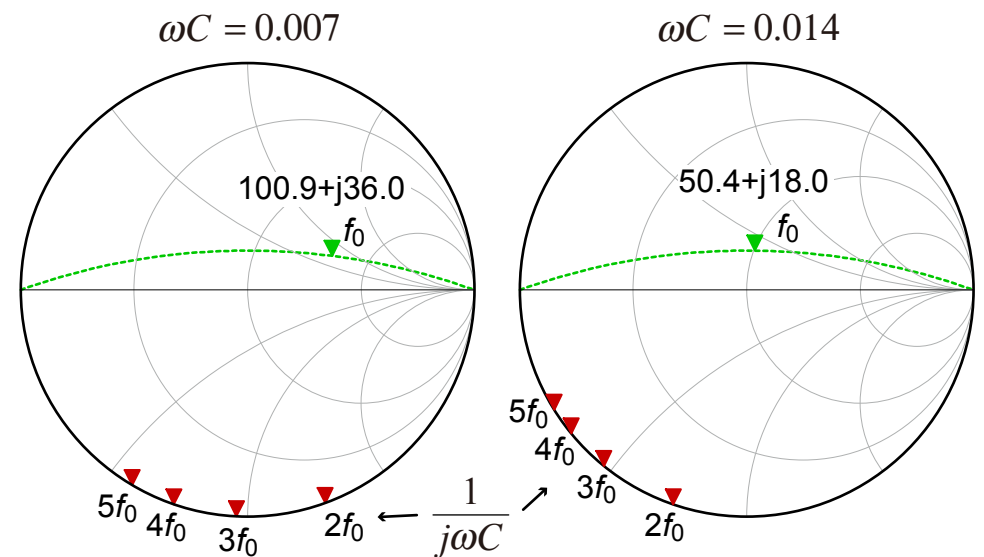 ωC = 0.007
ωC = 0.014
100.9+j36.0
f₀
50.4+j18.0
f₀
5f₀
4f₀
3f₀
2f₀
5f₀
4f₀
3f₀
2f₀
1
jωC